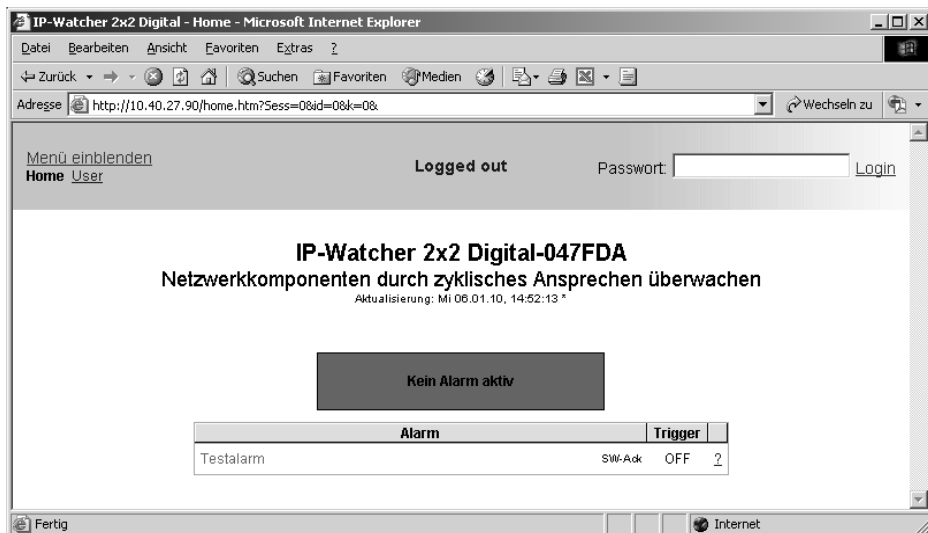 IP-Watcher 2x2 Digital - Home - Microsoft Internet Explorer
Datei Bearbeiten Ansicht Favoriten Extras ?
Zurück Suchen Favoriten Medien
Adresse http://10.40.27.90/home.htm?Sess=0&id=0&k=0& Wechseln zu
Menü einblenden
Home User
Logged out
Passwort: Login
IP-Watcher 2x2 Digital-047FDA
Netzwerkkomponenten durch zyklisches Ansprechen überwachen
Aktualisierung: Mi 06.01.10, 14:52:13 *
Kein Alarm aktiv
Alarm Trigger
Testalarm SW-Ack OFF ?
Fertig Internet